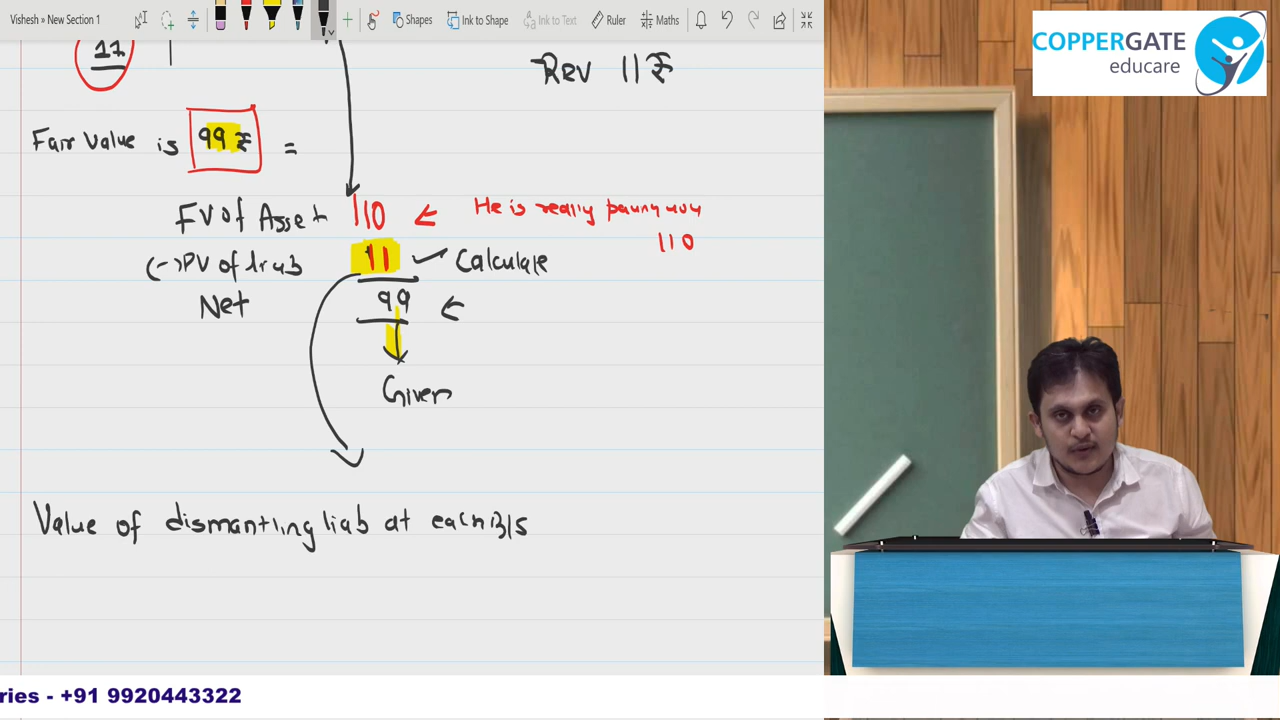 Vishesh » New Section 1
Shapes
Ink to Shape
Ink to Text
Ruler
Maths
COPPERGATE
educare
11
Rev 11₹
Fair Value is 99₹ =
FV of Asset 110 ← He is really paying now
110
(-) PV of Liab 11 ✓ Calculate
Net 99 ←
Given
Value of dismantling liab at each B/S
ries - +91 9920443322